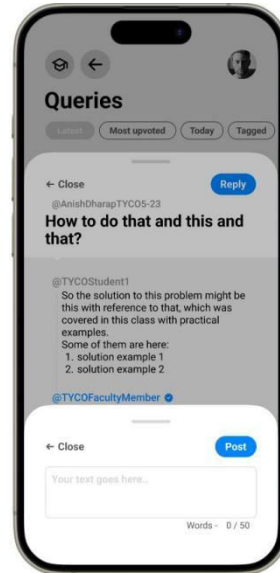 Queries
Latest Most upvoted Today Tagged
← Close Reply
@AnishDharapTYCO5-23
How to do that and this and
that?
@TYCOStudent1
So the solution to this problem might be
this with reference to that, which was
covered in this class with practical
examples.
Some of them are here:
1. solution example 1
2. solution example 2
@TYCOFacultyMember
← Close Post
Your text goes here..
Words - 0 / 50